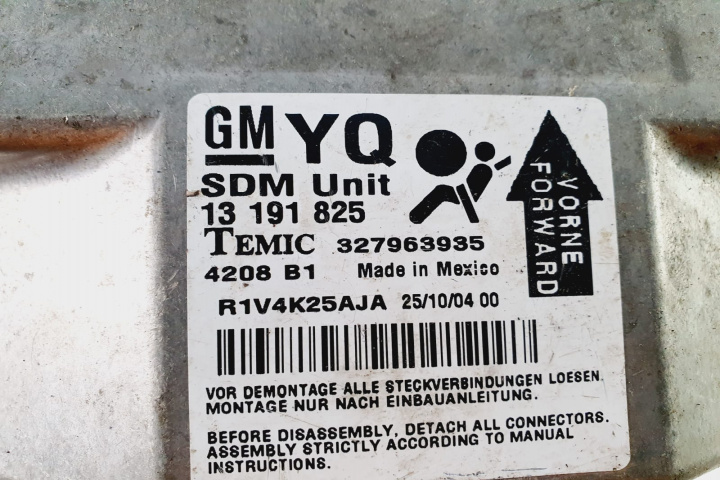 GM YQ
SDM Unit
13 191 825
TEMIC 327963935
4208 B1 Made in Mexico
R1V4K25AJA 25/10/04 00
VORNE
FORWARD
VOR DEMONTAGE ALLE STECKVERBINDUNGEN LOESEN.
MONTAGE NUR NACH EINBAUANLEITUNG.
BEFORE DISASSEMBLY, DETACH ALL CONNECTORS.
ASSEMBLY STRICTLY ACCORDING TO MANUAL
INSTRUCTIONS.